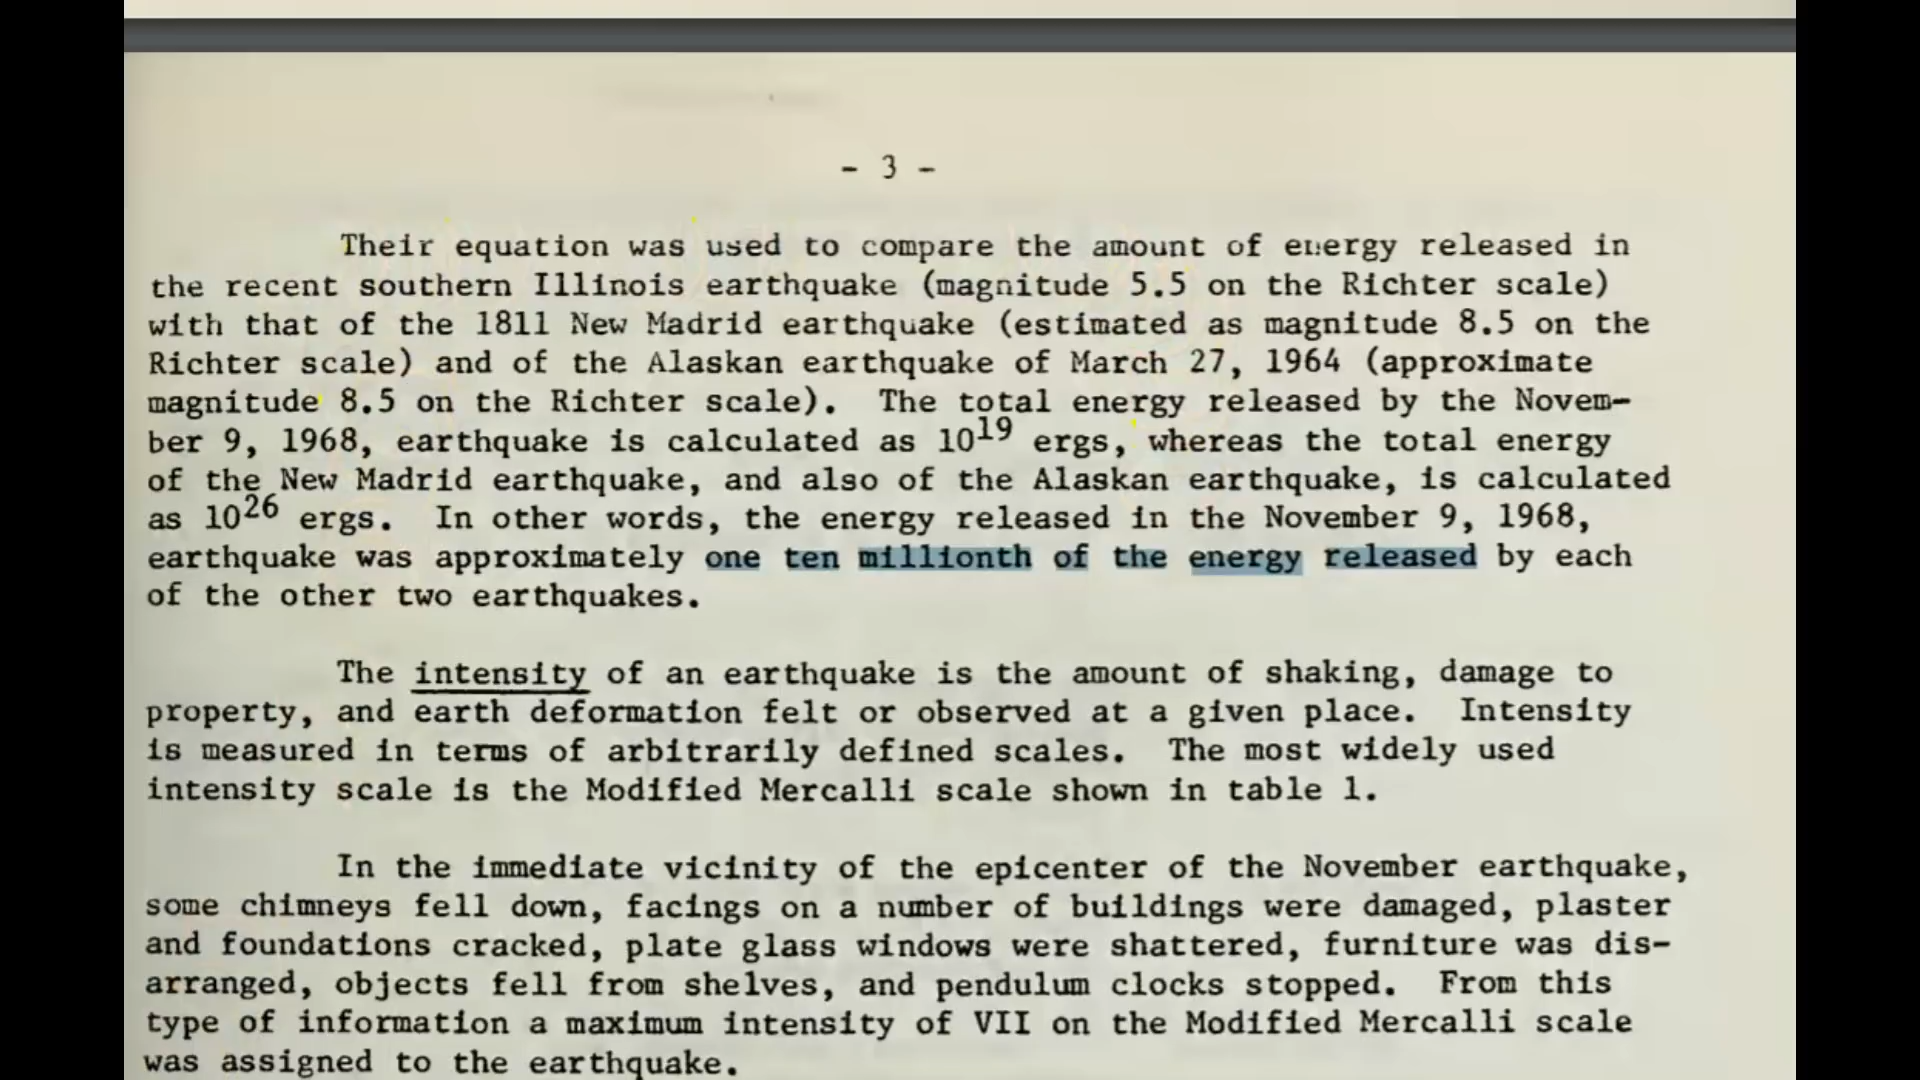 - 3 -
Their equation was used to compare the amount of energy released in
the recent southern Illinois earthquake (magnitude 5.5 on the Richter scale)
with that of the 1811 New Madrid earthquake (estimated as magnitude 8.5 on the
Richter scale) and of the Alaskan earthquake of March 27, 1964 (approximate
magnitude 8.5 on the Richter scale). The total energy released by the Novem-
ber 9, 1968, earthquake is calculated as 10^19 ergs, whereas the total energy
of the New Madrid earthquake, and also of the Alaskan earthquake, is calculated
as 10^26 ergs. In other words, the energy released in the November 9, 1968,
earthquake was approximately one ten millionth of the energy released by each
of the other two earthquakes.
The intensity of an earthquake is the amount of shaking, damage to
property, and earth deformation felt or observed at a given place. Intensity
is measured in terms of arbitrarily defined scales. The most widely used
intensity scale is the Modified Mercalli scale shown in table 1.
In the immediate vicinity of the epicenter of the November earthquake,
some chimneys fell down, facings on a number of buildings were damaged, plaster
and foundations cracked, plate glass windows were shattered, furniture was dis-
arranged, objects fell from shelves, and pendulum clocks stopped. From this
type of information a maximum intensity of VII on the Modified Mercalli scale
was assigned to the earthquake.